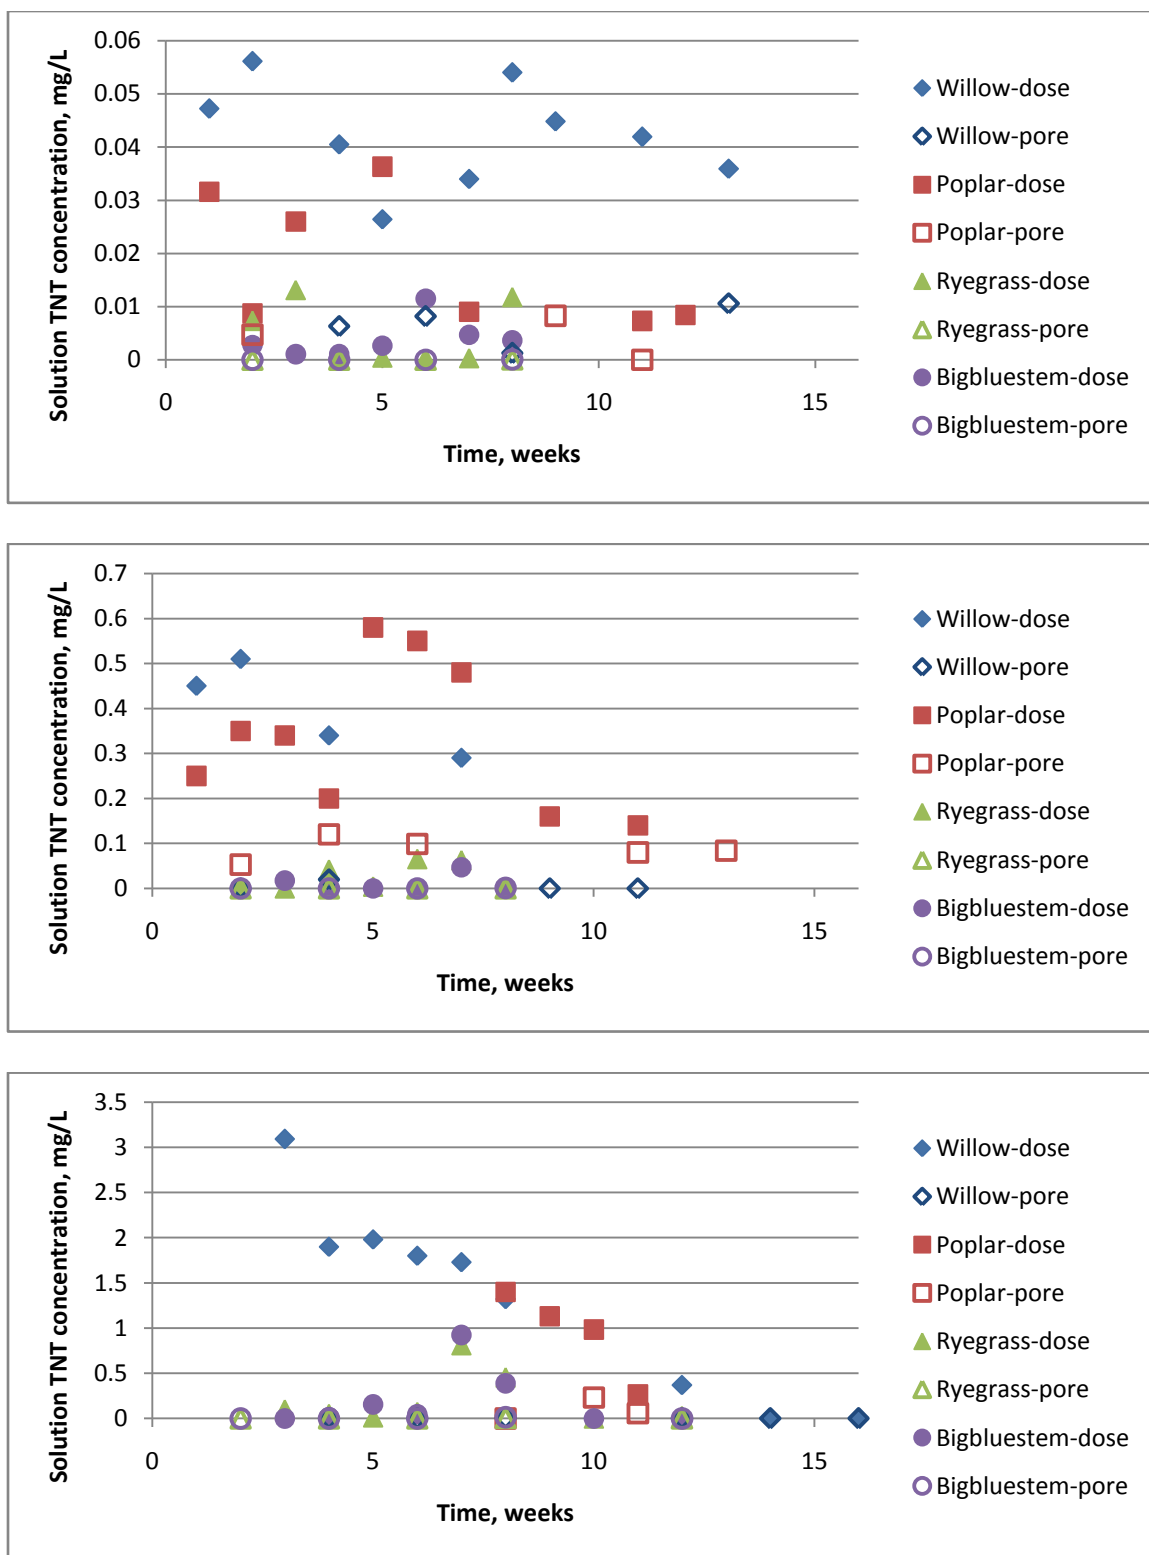 Solution TNT concentration, mg/L
0.06
0.05
0.04
0.03
0.02
0.01
0
0 5 10 15
Time, weeks
Willow-dose
Willow-pore
Poplar-dose
Poplar-pore
Ryegrass-dose
Ryegrass-pore
Bigbluestem-dose
Bigbluestem-pore
Solution TNT concentration, mg/L
0.7
0.6
0.5
0.4
0.3
0.2
0.1
0
0 5 10 15
Time, weeks
Willow-dose
Willow-pore
Poplar-dose
Poplar-pore
Ryegrass-dose
Ryegrass-pore
Bigbluestem-dose
Bigbluestem-pore
Solution TNT concentration, mg/L
3.5
3
2.5
2
1.5
1
0.5
0
0 5 10 15
Time, weeks
Willow-dose
Willow-pore
Poplar-dose
Poplar-pore
Ryegrass-dose
Ryegrass-pore
Bigbluestem-dose
Bigbluestem-pore